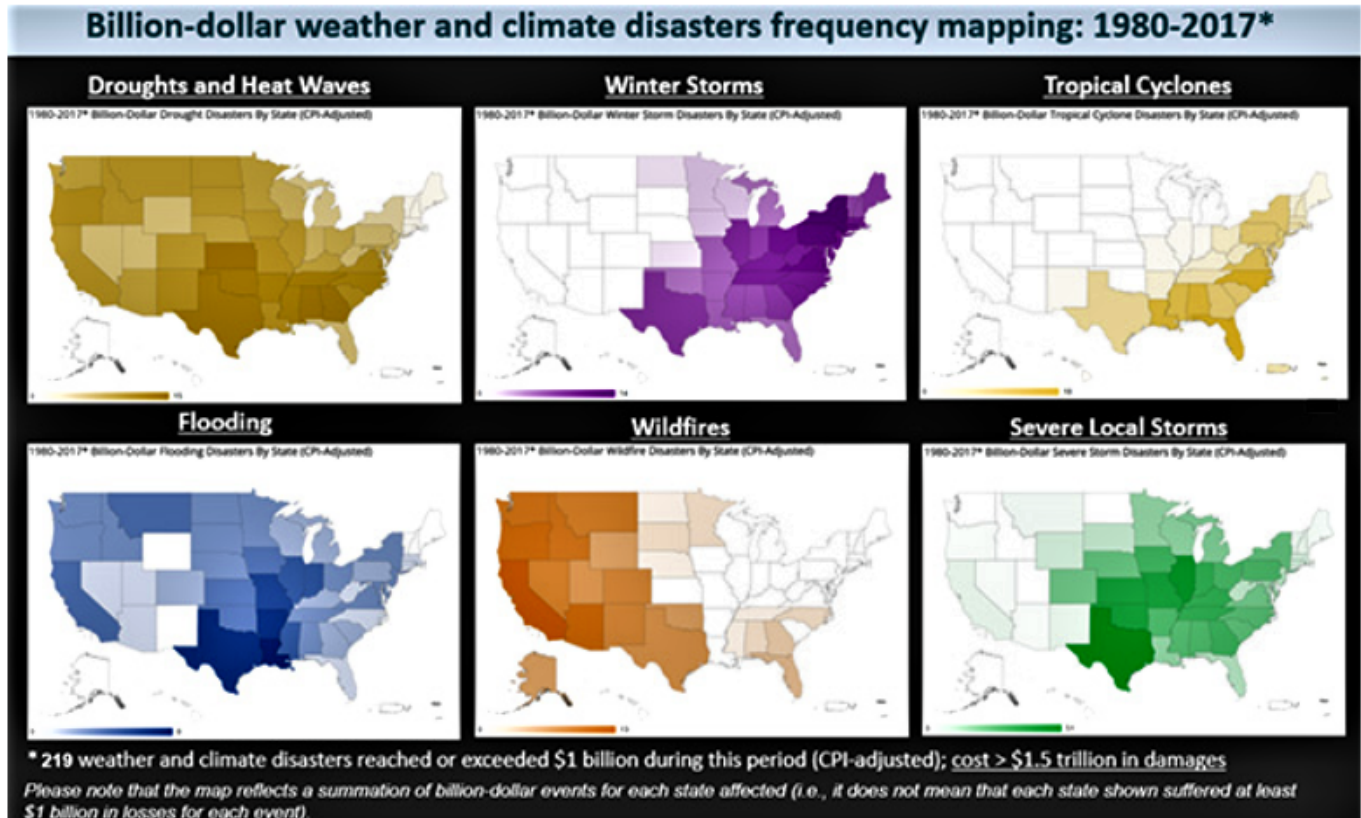 Billion-dollar weather and climate disasters frequency mapping: 1980-2017*
Droughts and Heat Waves
Winter Storms
Tropical Cyclones
1980-2017* Billion-Dollar Drought Disasters By State (CPI-Adjusted)
1980-2017* Billion-Dollar Winter Storm Disasters By State (CPI-Adjusted)
1980-2017* Billion-Dollar Tropical Cyclone Disasters By State (CPI-Adjusted)
Flooding
Wildfires
Severe Local Storms
1980-2017* Billion-Dollar Flooding Disasters By State (CPI-Adjusted)
1980-2017* Billion-Dollar Wildfire Disasters By State (CPI-Adjusted)
1980-2017* Billion-Dollar Severe Storm Disasters By State (CPI-Adjusted)
* 219 weather and climate disasters reached or exceeded $1 billion during this period (CPI-adjusted); cost > $1.5 trillion in damages
Please note that the map reflects a summation of billion-dollar events for each state affected (i.e., it does not mean that each state shown suffered at least
$1 billion in losses for each event).